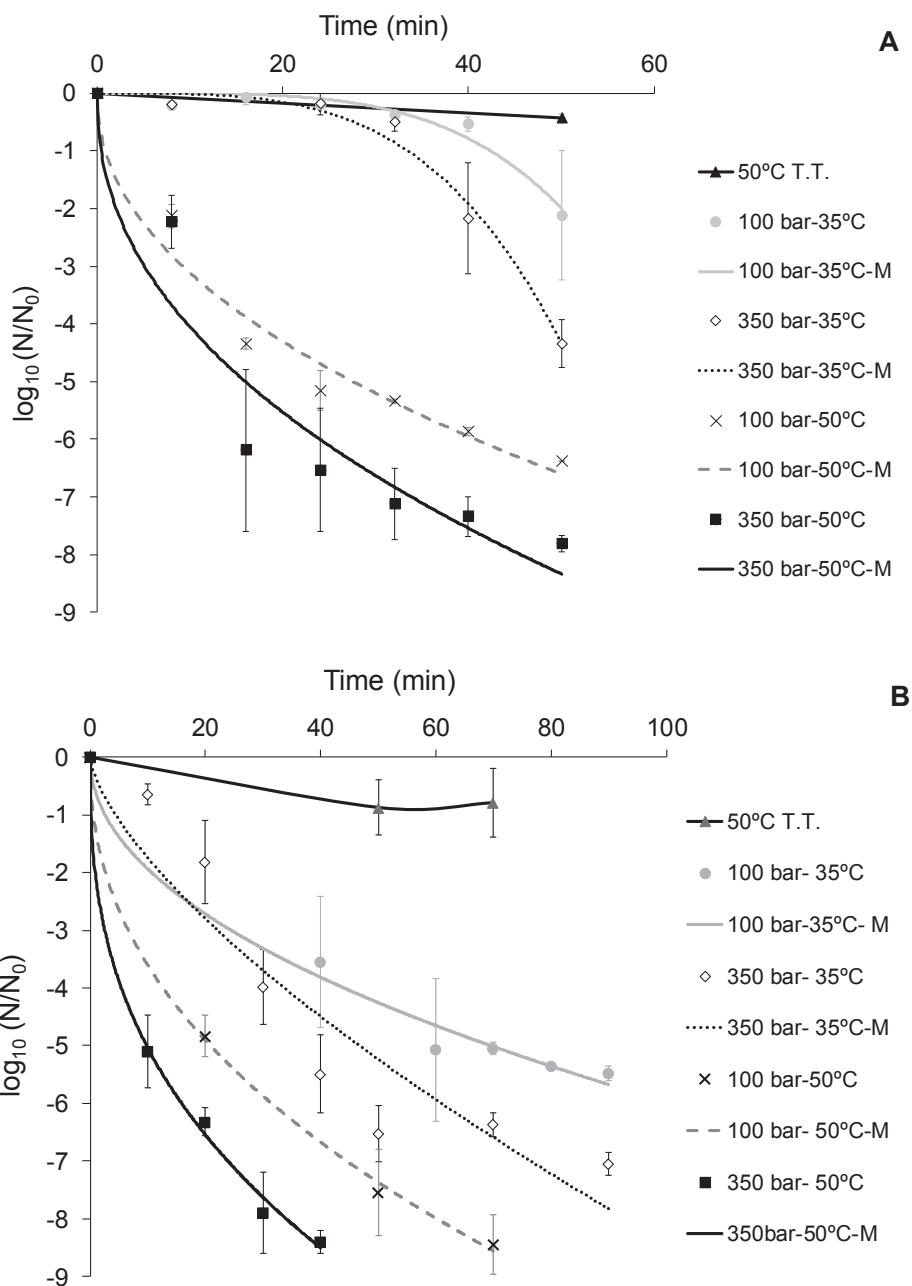 Time (min)
A
0 20 40 60
0
-1
-2
-3
-4
-5
-6
-7
-8
-9
log10 (N/N0)
50ºC T.T.
100 bar-35ºC
100 bar-35ºC-M
350 bar-35ºC
350 bar-35ºC-M
100 bar-50ºC
100 bar-50ºC-M
350 bar-50ºC
350 bar-50ºC-M
Time (min)
B
0 20 40 60 80 100
0
-1
-2
-3
-4
-5
-6
-7
-8
-9
log10 (N/N0)
50ºC T.T.
100 bar- 35ºC
100 bar-35ºC- M
350 bar- 35ºC
350 bar- 35ºC-M
100 bar-50ºC
100 bar- 50ºC-M
350 bar- 50ºC
350bar-50ºC-M